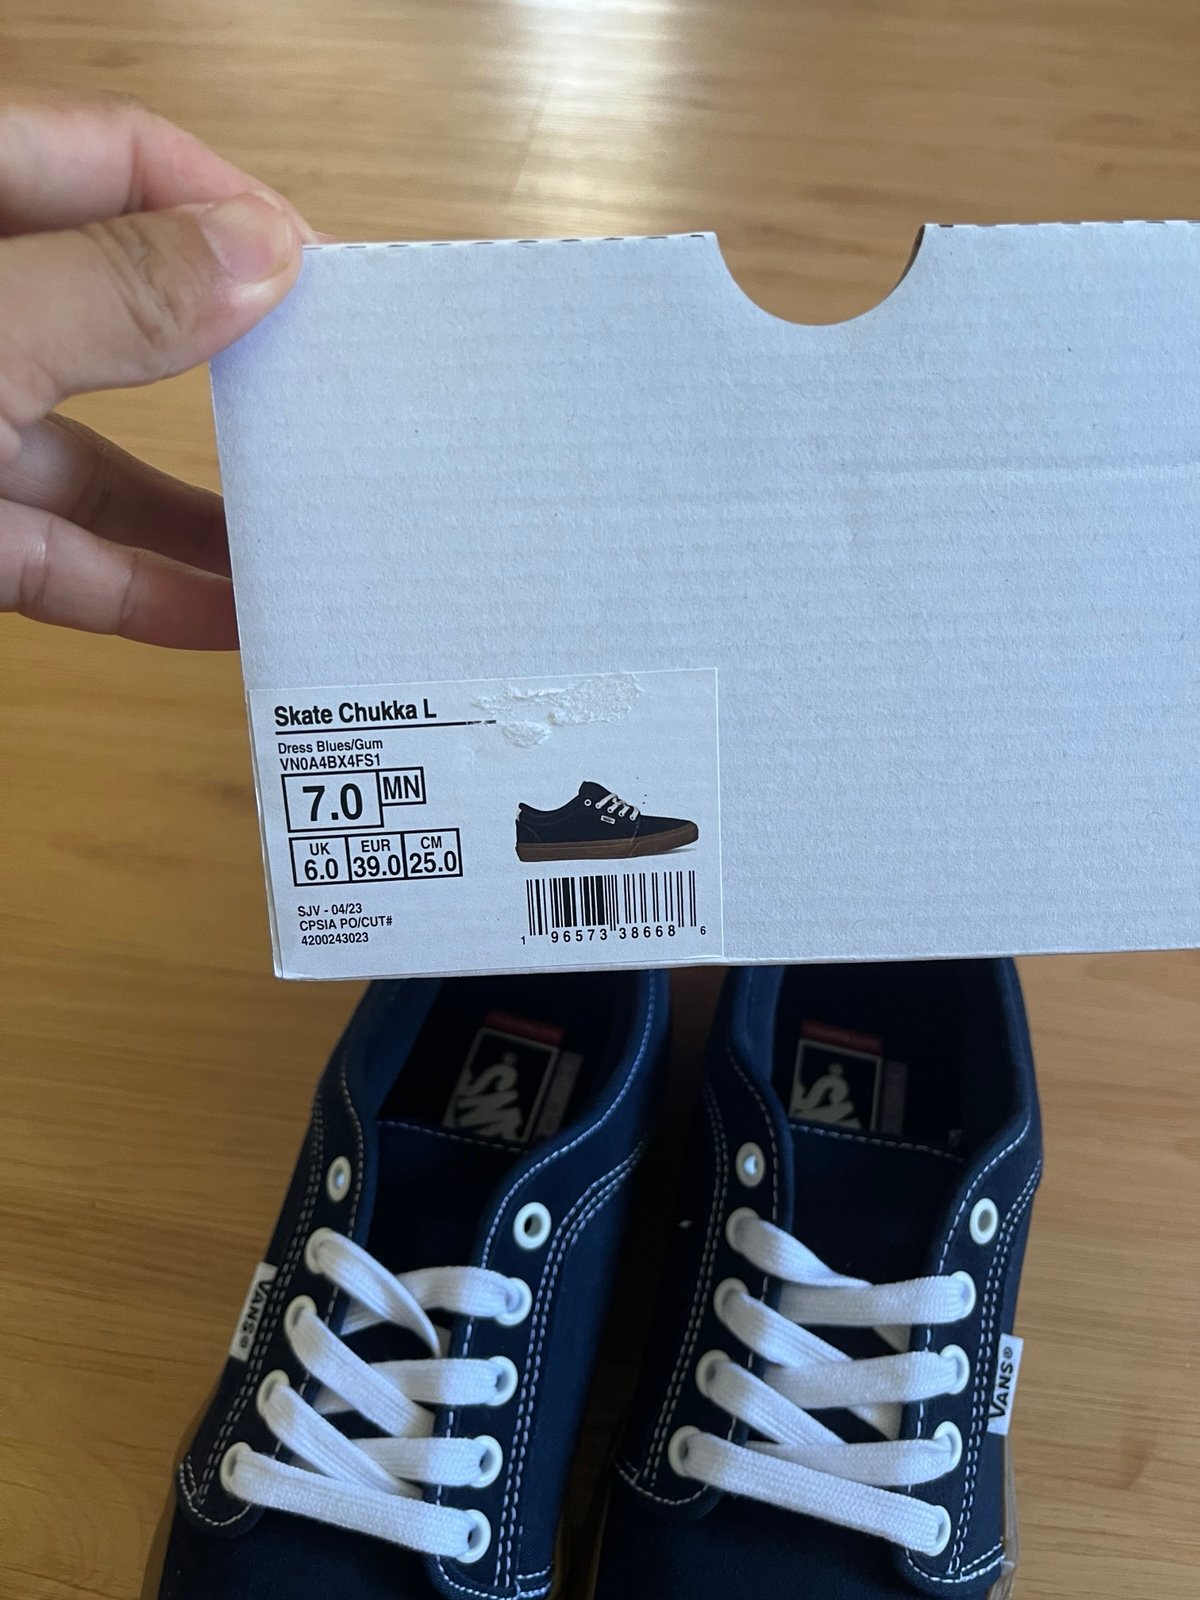 Skate Chukka L
Dress Blues/Gum
VN0A4BX4FS1
7.0 MN
UK EUR CM
6.0 39.0 25.0
SJV - 04/23
CPSIA PO/CUT#
4200243023
1 96573 38668 6
VANS®
VANS®